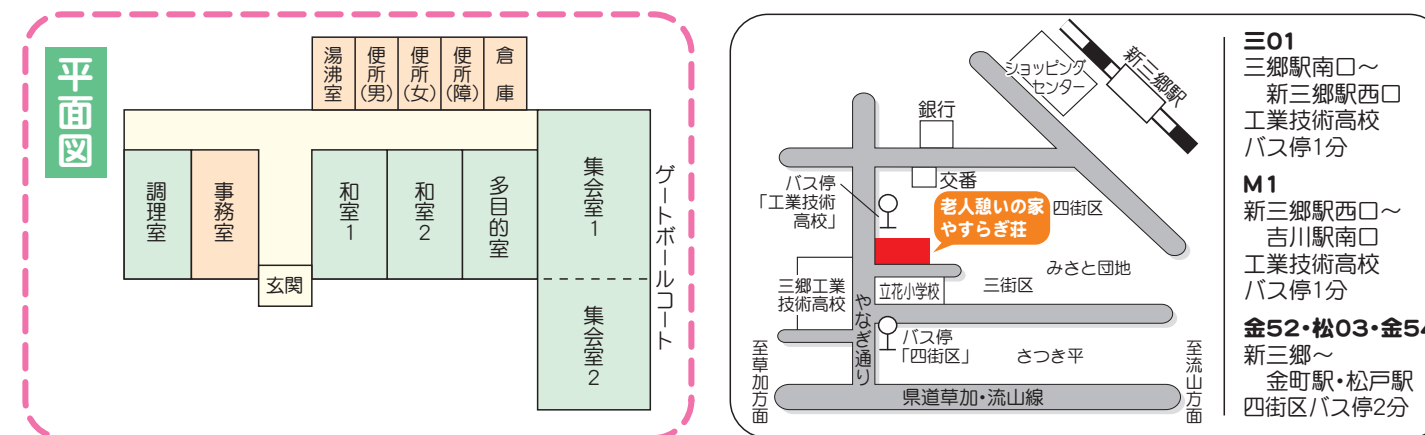 平面図
湯沸室
便所(男)
便所(女)
便所(障)
倉庫
調理室
事務室
玄関
和室1
和室2
多目的室
集会室1
集会室2
ゲートボールコート
新三郷駅
ショッピング
センター
銀行
交番
バス停
「工業技術
高校」
老人憩いの家
やすらぎ荘
四街区
みさと団地
三街区
三郷工業
技術高校
立花小学校
やなぎ通り
バス停
「四街区」
さつき平
至草加方面
至流山方面
県道草加・流山線
三01
三郷駅南口～
新三郷駅西口
工業技術高校
バス停1分
M1
新三郷駅西口～
吉川駅南口
工業技術高校
バス停1分
金52・松03・金54
新三郷～
金町駅・松戸駅
四街区バス停2分